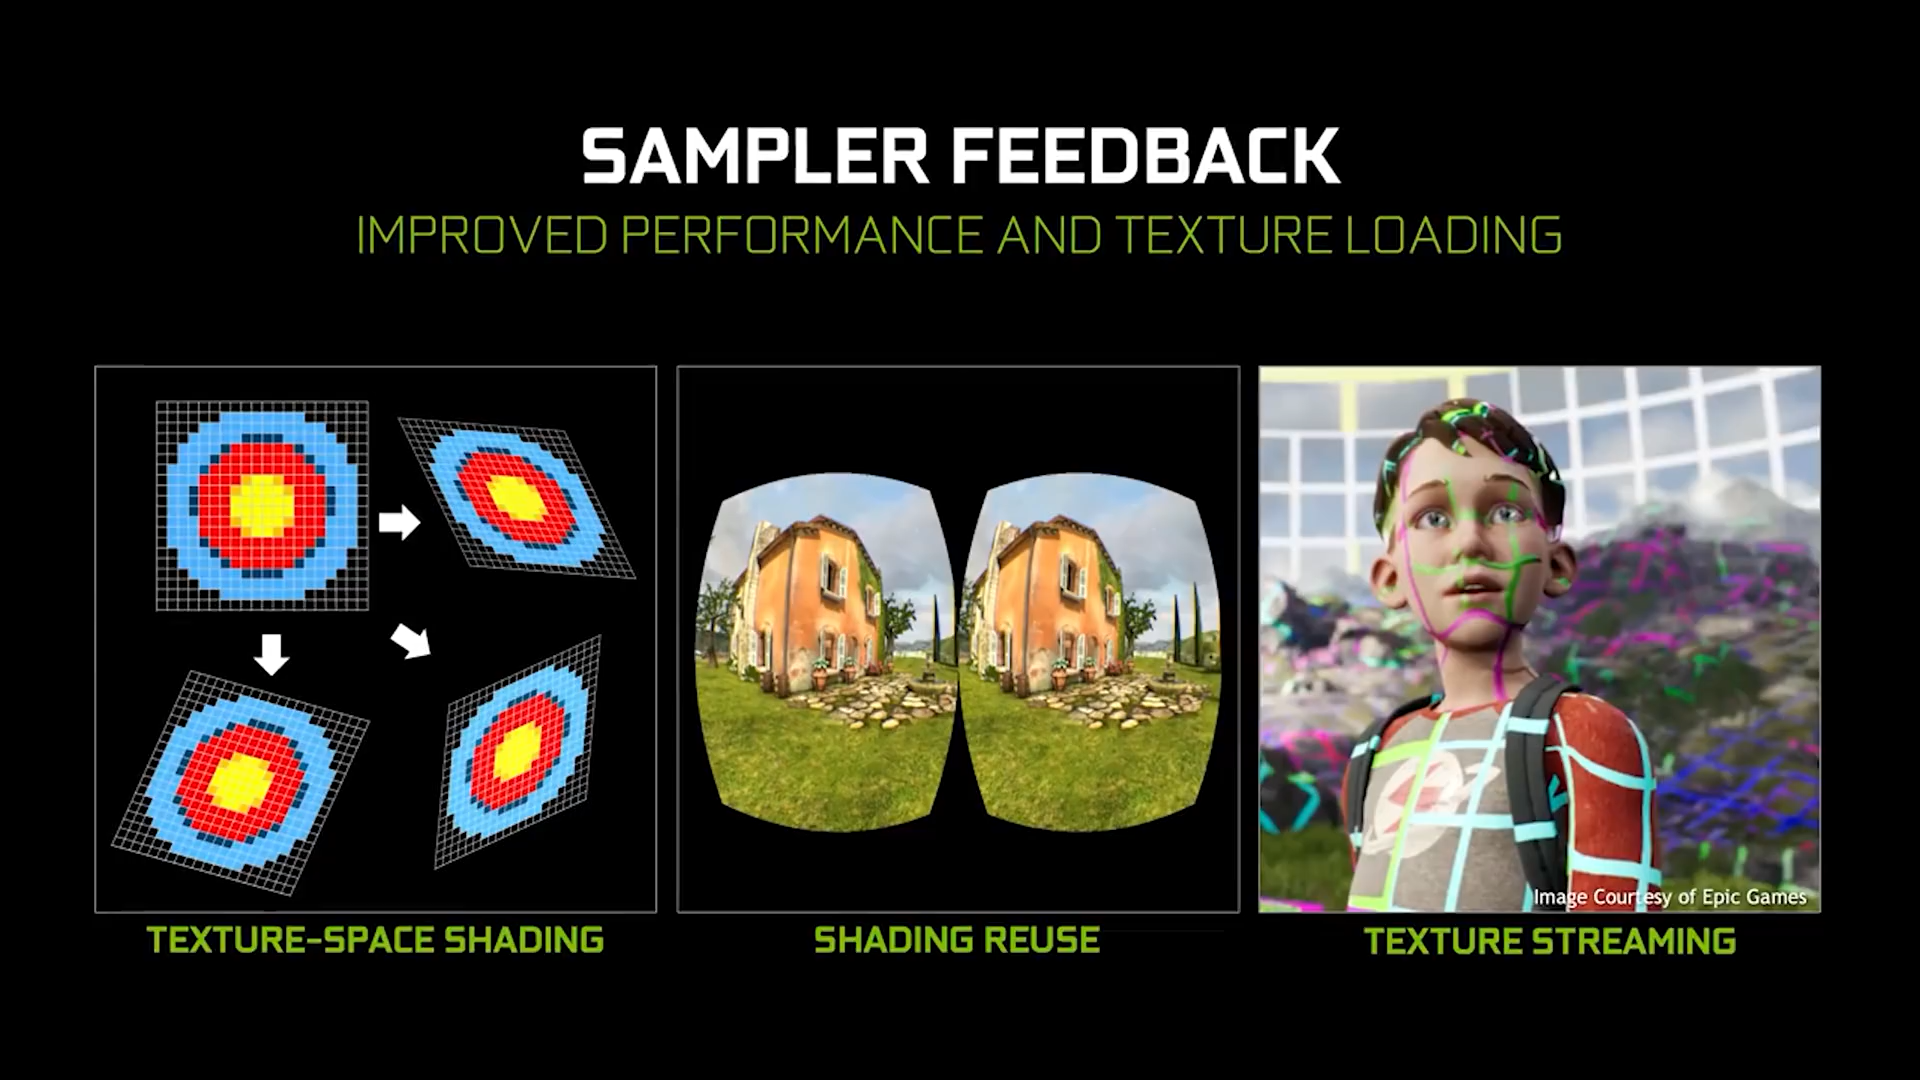 SAMPLER FEEDBACK
IMPROVED PERFORMANCE AND TEXTURE LOADING
Image Courtesy of Epic Games
TEXTURE-SPACE SHADING
SHADING REUSE
TEXTURE STREAMING